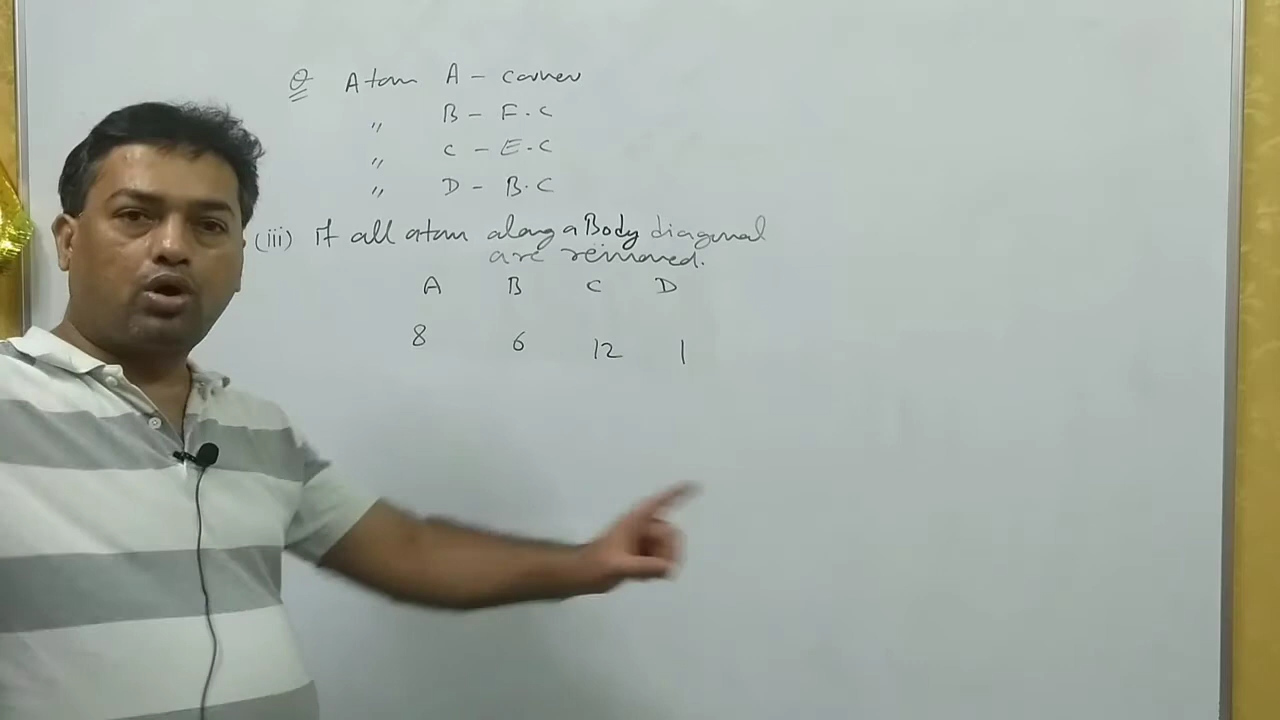 Q Atom A - corner
" B - F.C
" C - E.C
" D - B.C
(iii) if all atom along a Body diagonal
are removed.
A B C D
8 6 12 1